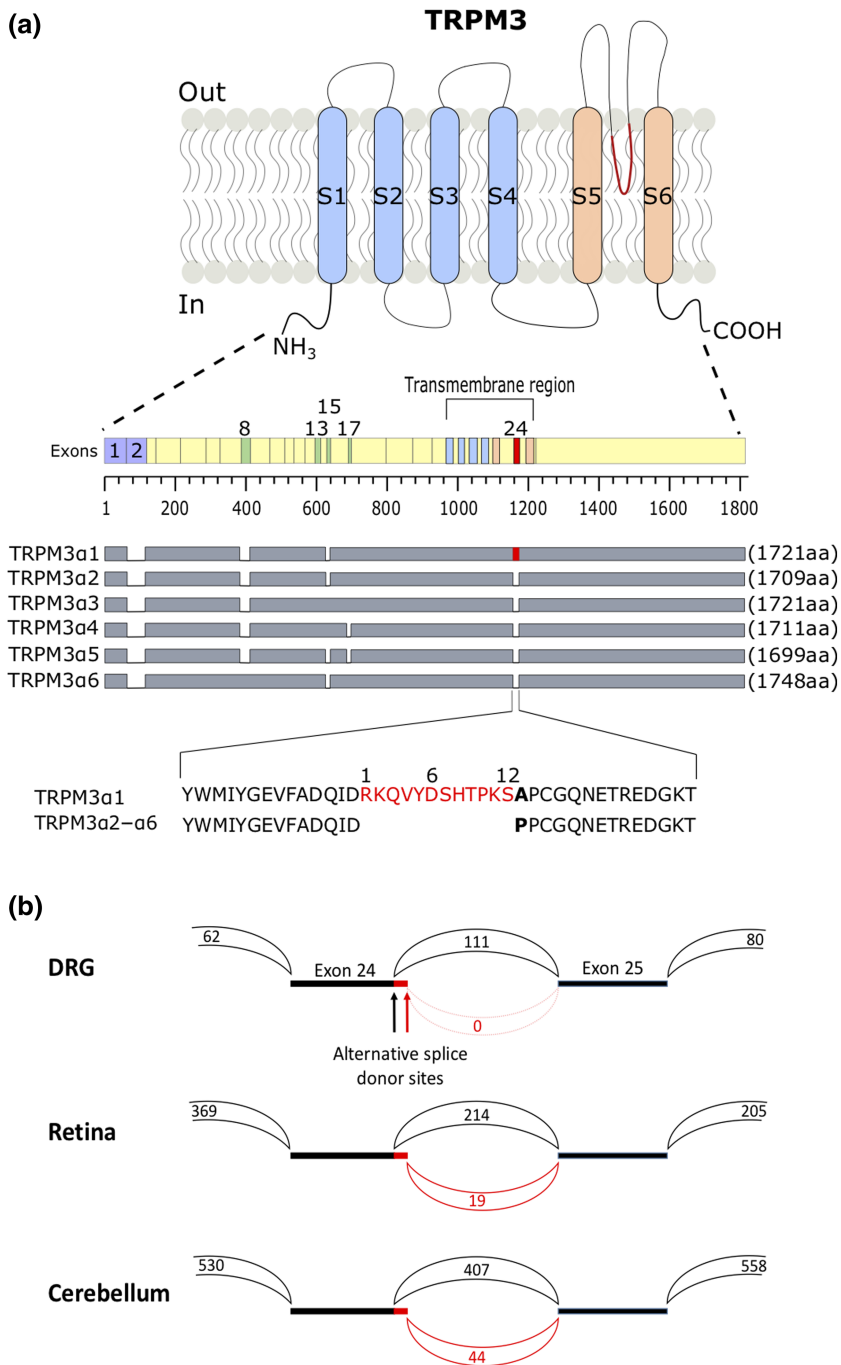 (a)
TRPM3
Out
S1 S2 S3 S4 S5 S6
In
NH3
COOH
Transmembrane region
15
8 13 17 24
Exons 1 2
1 200 400 600 800 1000 1200 1400 1600 1800
TRPM3α1 (1721aa)
TRPM3α2 (1709aa)
TRPM3α3 (1721aa)
TRPM3α4 (1711aa)
TRPM3α5 (1699aa)
TRPM3α6 (1748aa)
1 6 12
TRPM3α1 YWMIYGEVFADQIDRKQVYDSHTPKSAPCGQNETREDGKT
TRPM3α2–α6 YWMIYGEVFADQID PPCGQNETREDGKT
(b)
62 111 80
DRG
Exon 24 Exon 25
0
Alternative splice
donor sites
369 214 205
Retina
19
530 407 558
Cerebellum
44